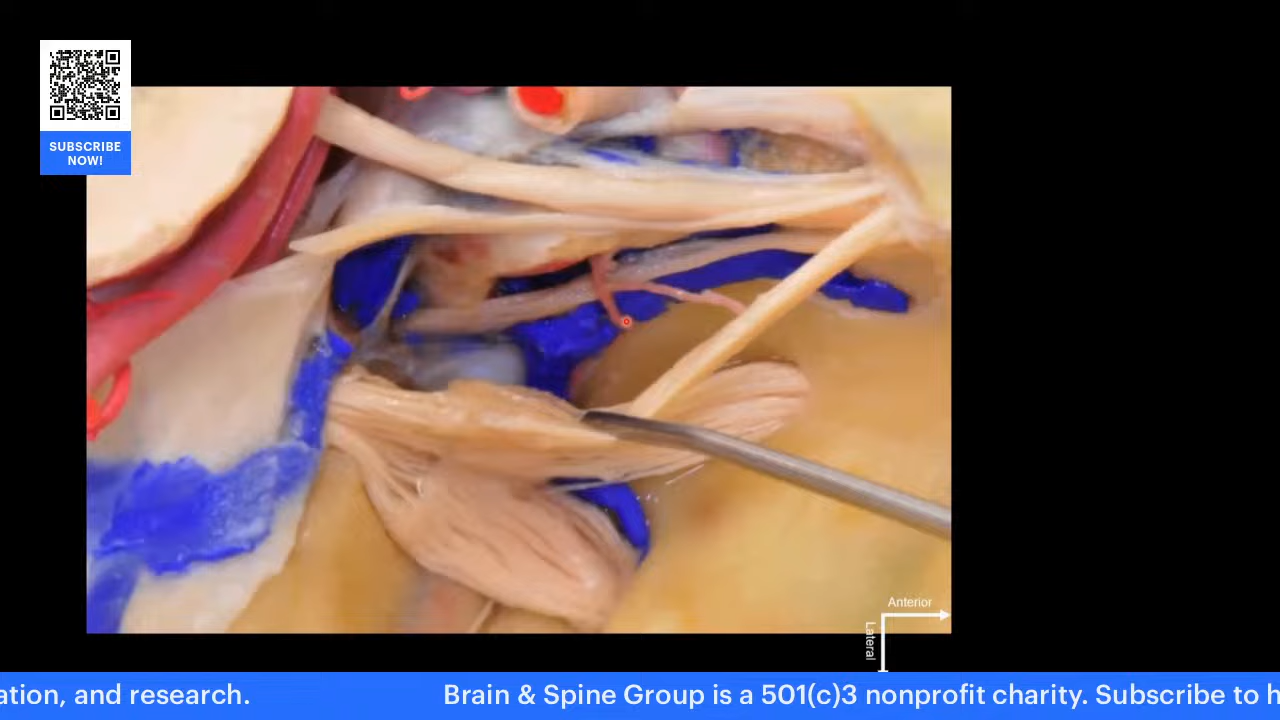 SUBSCRIBE
NOW!
Anterior
Lateral
ation, and research.
Brain & Spine Group is a 501(c)3 nonprofit charity. Subscribe to h